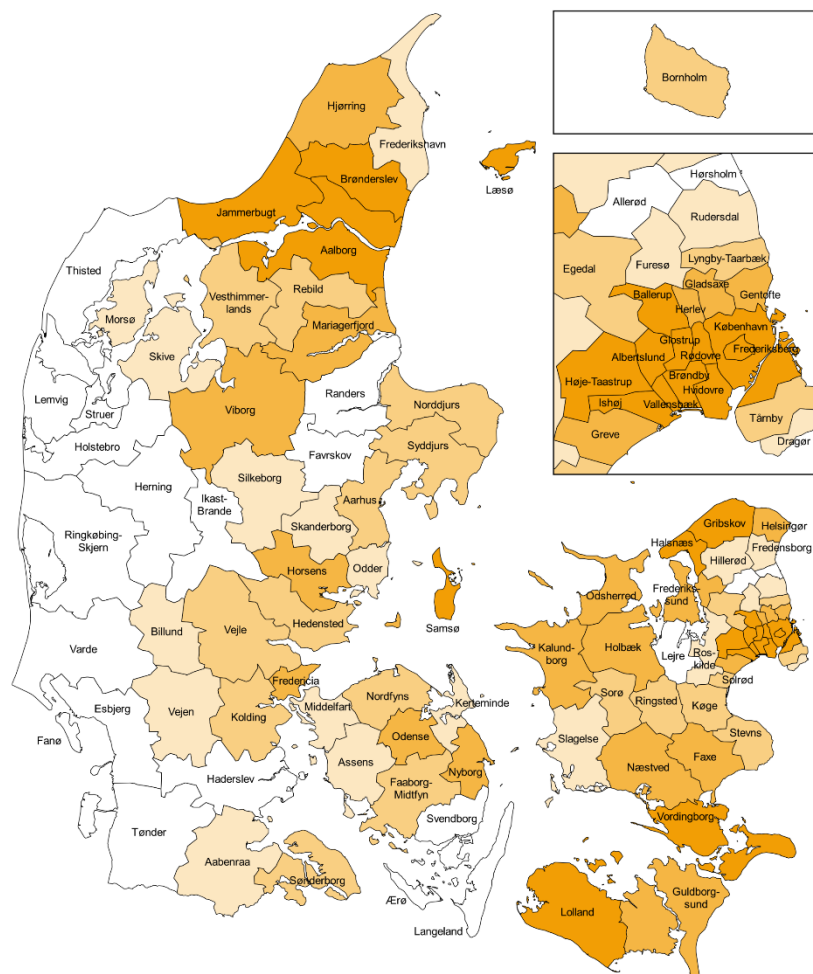 Bornholm
Hjørring
Frederikshavn
Læsø
Brønderslev
Jammerbugt
Aalborg
Thisted
Vesthimmer-
lands
Rebild
Morsø
Mariagerfjord
Skive
Lemvig
Struer
Viborg
Randers
Norddjurs
Holstebro
Favrskov
Syddjurs
Herning
Ikast-
Brande
Silkeborg
Aarhus
Skanderborg
Ringkøbing-
Skjern
Horsens
Odder
Samsø
Hedensted
Billund
Vejle
Varde
Fredericia
Esbjerg
Vejen
Kolding
Middelfart
Nordfyns
Kerteminde
Fanø
Odense
Assens
Nyborg
Haderslev
Faaborg-
Midtfyn
Svendborg
Tønder
Aabenraa
Sønderborg
Ærø
Langeland
Hørsholm
Allerød
Rudersdal
Egedal
Furesø
Lyngby-Taarbæk
Gladsaxe
Ballerup
Herlev
Gentofte
København
Glostrup
Albertslund
Rødovre
Frederiksberg
Brøndby
Høje-Taastrup
Hvidovre
Ishøj
Vallensbæk
Tårnby
Greve
Dragør
Gribskov
Helsingør
Halsnæs
Fredensborg
Hillerød
Odsherred
Frederiks-
sund
Kalund-
borg
Holbæk
Lejre
Ros-
kilde
Solrød
Sorø
Ringsted
Køge
Slagelse
Stevns
Næstved
Faxe
Vordingborg
Lolland
Guldborg-
sund